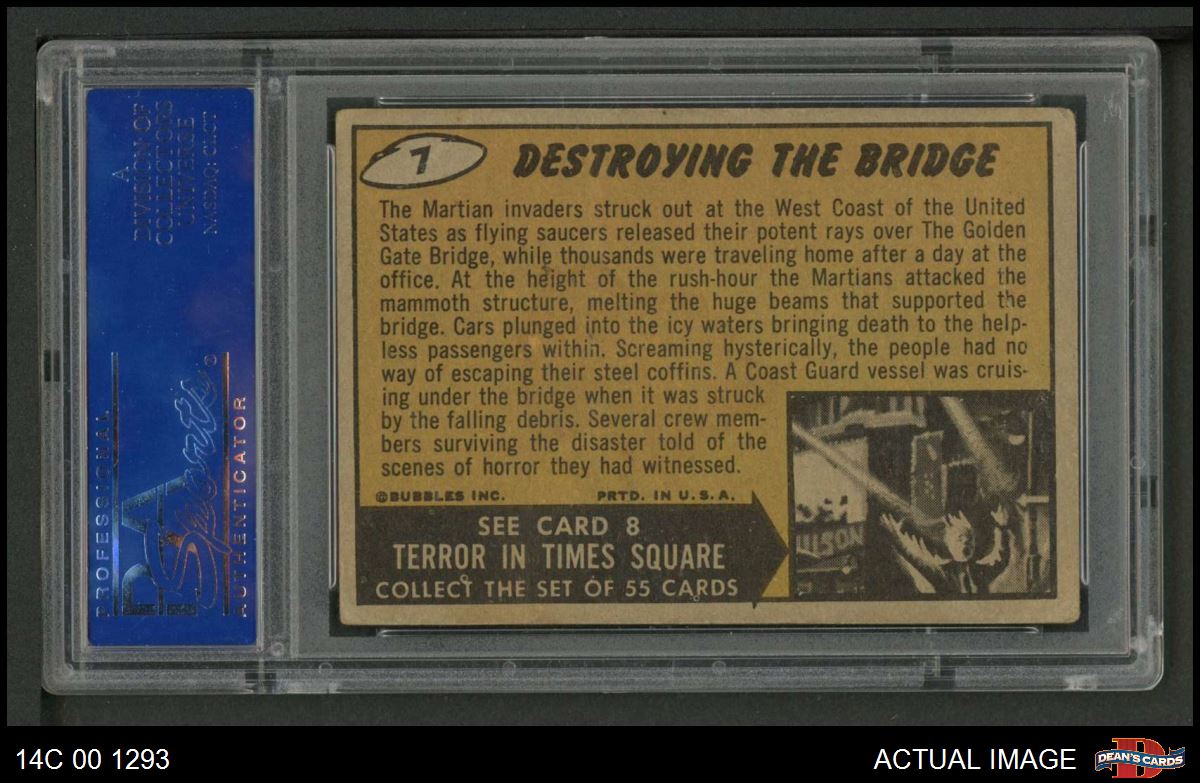 A
DIVISION OF
COLLECTORS
UNIVERSE
NASDAQ: CLCT
PROFESSIONAL
PSA
Sports
AUTHENTICATOR
7
DESTROYING THE BRIDGE
The Martian invaders struck out at the West Coast of the United
States as flying saucers released their potent rays over The Golden
Gate Bridge, while thousands were traveling home after a day at the
office. At the height of the rush-hour the Martians attacked the
mammoth structure, melting the huge beams that supported the
bridge. Cars plunged into the icy waters bringing death to the help-
less passengers within. Screaming hysterically, the people had no
way of escaping their steel coffins. A Coast Guard vessel was cruis-
ing under the bridge when it was struck
by the falling debris. Several crew mem-
bers surviving the disaster told of the
scenes of horror they had witnessed.
©BUBBLES INC. PRTD. IN U.S.A.
SEE CARD 8
TERROR IN TIMES SQUARE
COLLECT THE SET OF 55 CARDS
ILSON
14C 00 1293
ACTUAL IMAGE
D
DEAN'S CARDS